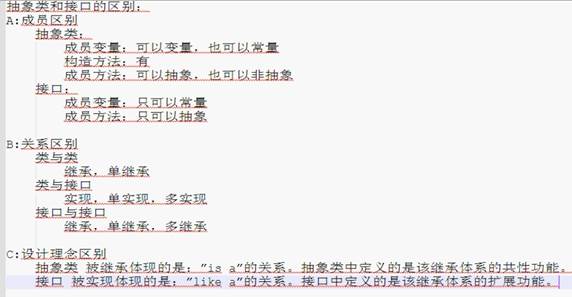 抽象类和接口的区别：
A:成员区别
抽象类：
成员变量：可以变量，也可以常量
构造方法：有
成员方法：可以抽象，也可以非抽象
接口：
成员变量：只可以常量
成员方法：只可以抽象
B:关系区别
类与类
继承，单继承
类与接口
实现，单实现，多实现
接口与接口
继承，单继承，多继承
C:设计理念区别
抽象类 被继承体现的是：”is a”的关系。抽象类中定义的是该继承体系的共性功能。
接口 被实现体现的是：”like a”的关系。接口中定义的是该继承体系的扩展功能。